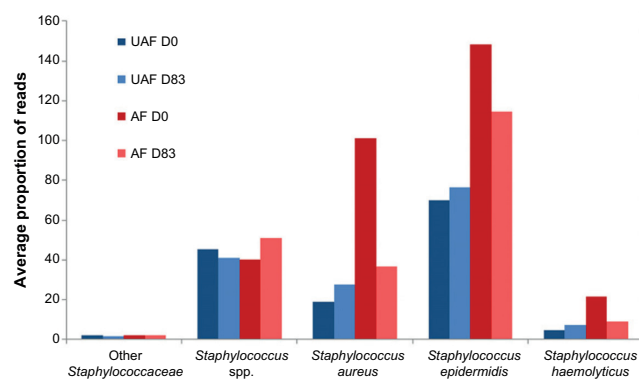 Average proportion of reads
160
140
120
100
80
60
40
20
0
UAF D0
UAF D83
AF D0
AF D83
Other
Staphylococcaceae
Staphylococcus
spp.
Staphylococcus
aureus
Staphylococcus
epidermidis
Staphylococcus
haemolyticus